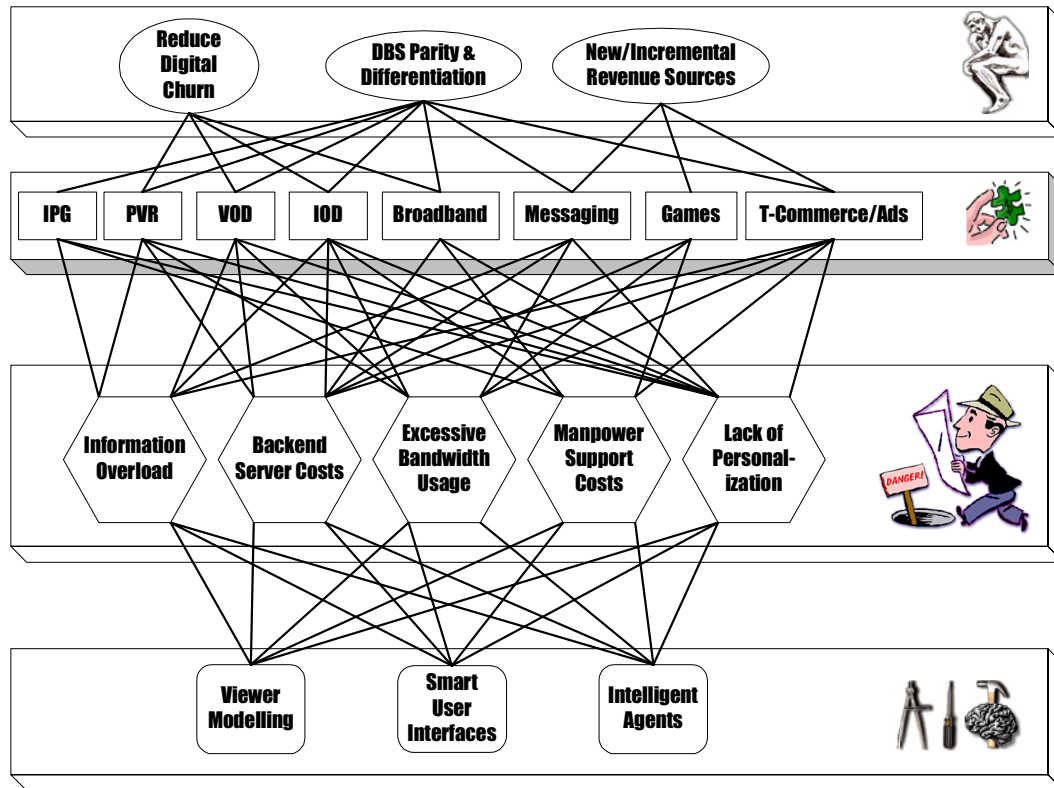 Reduce
Digital
Churn
DBS Parity &
Differentiation
New/Incremental
Revenue Sources
IPG
PVR
VOD
IOD
Broadband
Messaging
Games
T-Commerce/Ads
Information
Overload
Backend
Server Costs
Excessive
Bandwidth
Usage
Manpower
Support
Costs
Lack of
Personal-
ization
DANGER!
Viewer
Modelling
Smart
User
Interfaces
Intelligent
Agents